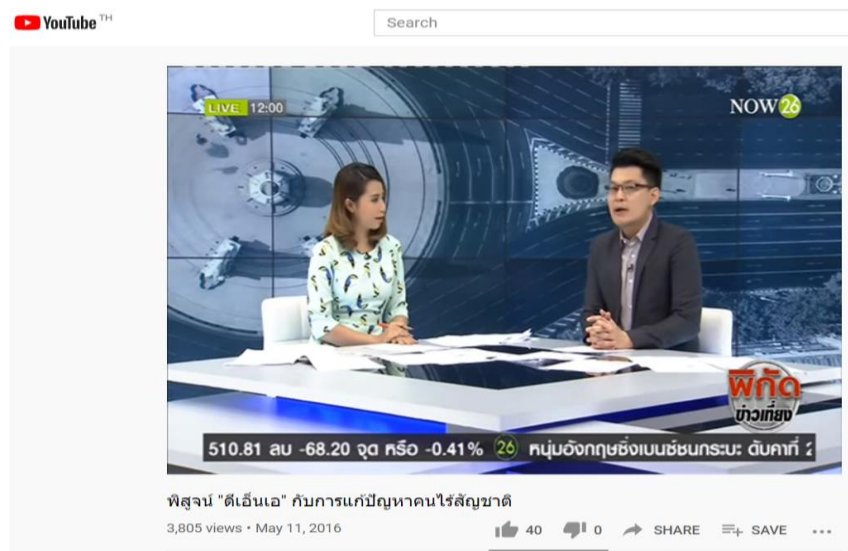 YouTube TH
Search
LIVE 12:00
NOW26
พิกัด
ข่าวเที่ยง
510.81 ลบ -68.20 จุด หรือ -0.41% 26 หนุ่มอังกฤษซิ่งเบนซ์ชนกระบะ ดับคาที่ 2
พิสูจน์ "ดีเอ็นเอ" กับการแก้ปัญหาคนไร้สัญชาติ
3,805 views • May 11, 2016
40 0 SHARE SAVE